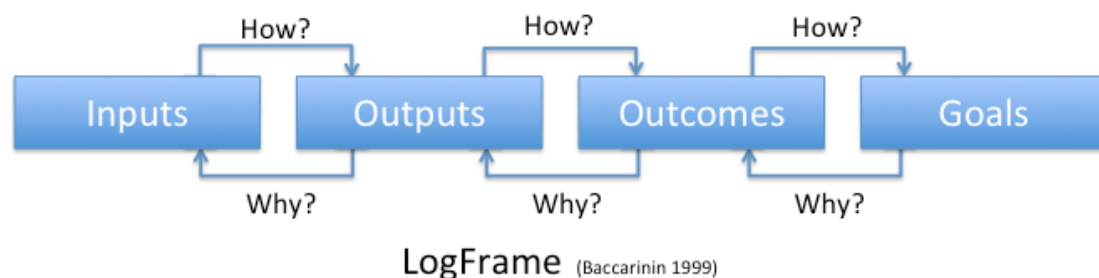 How? How? How?
Inputs Outputs Outcomes Goals
Why? Why? Why?
LogFrame (Baccarinin 1999)